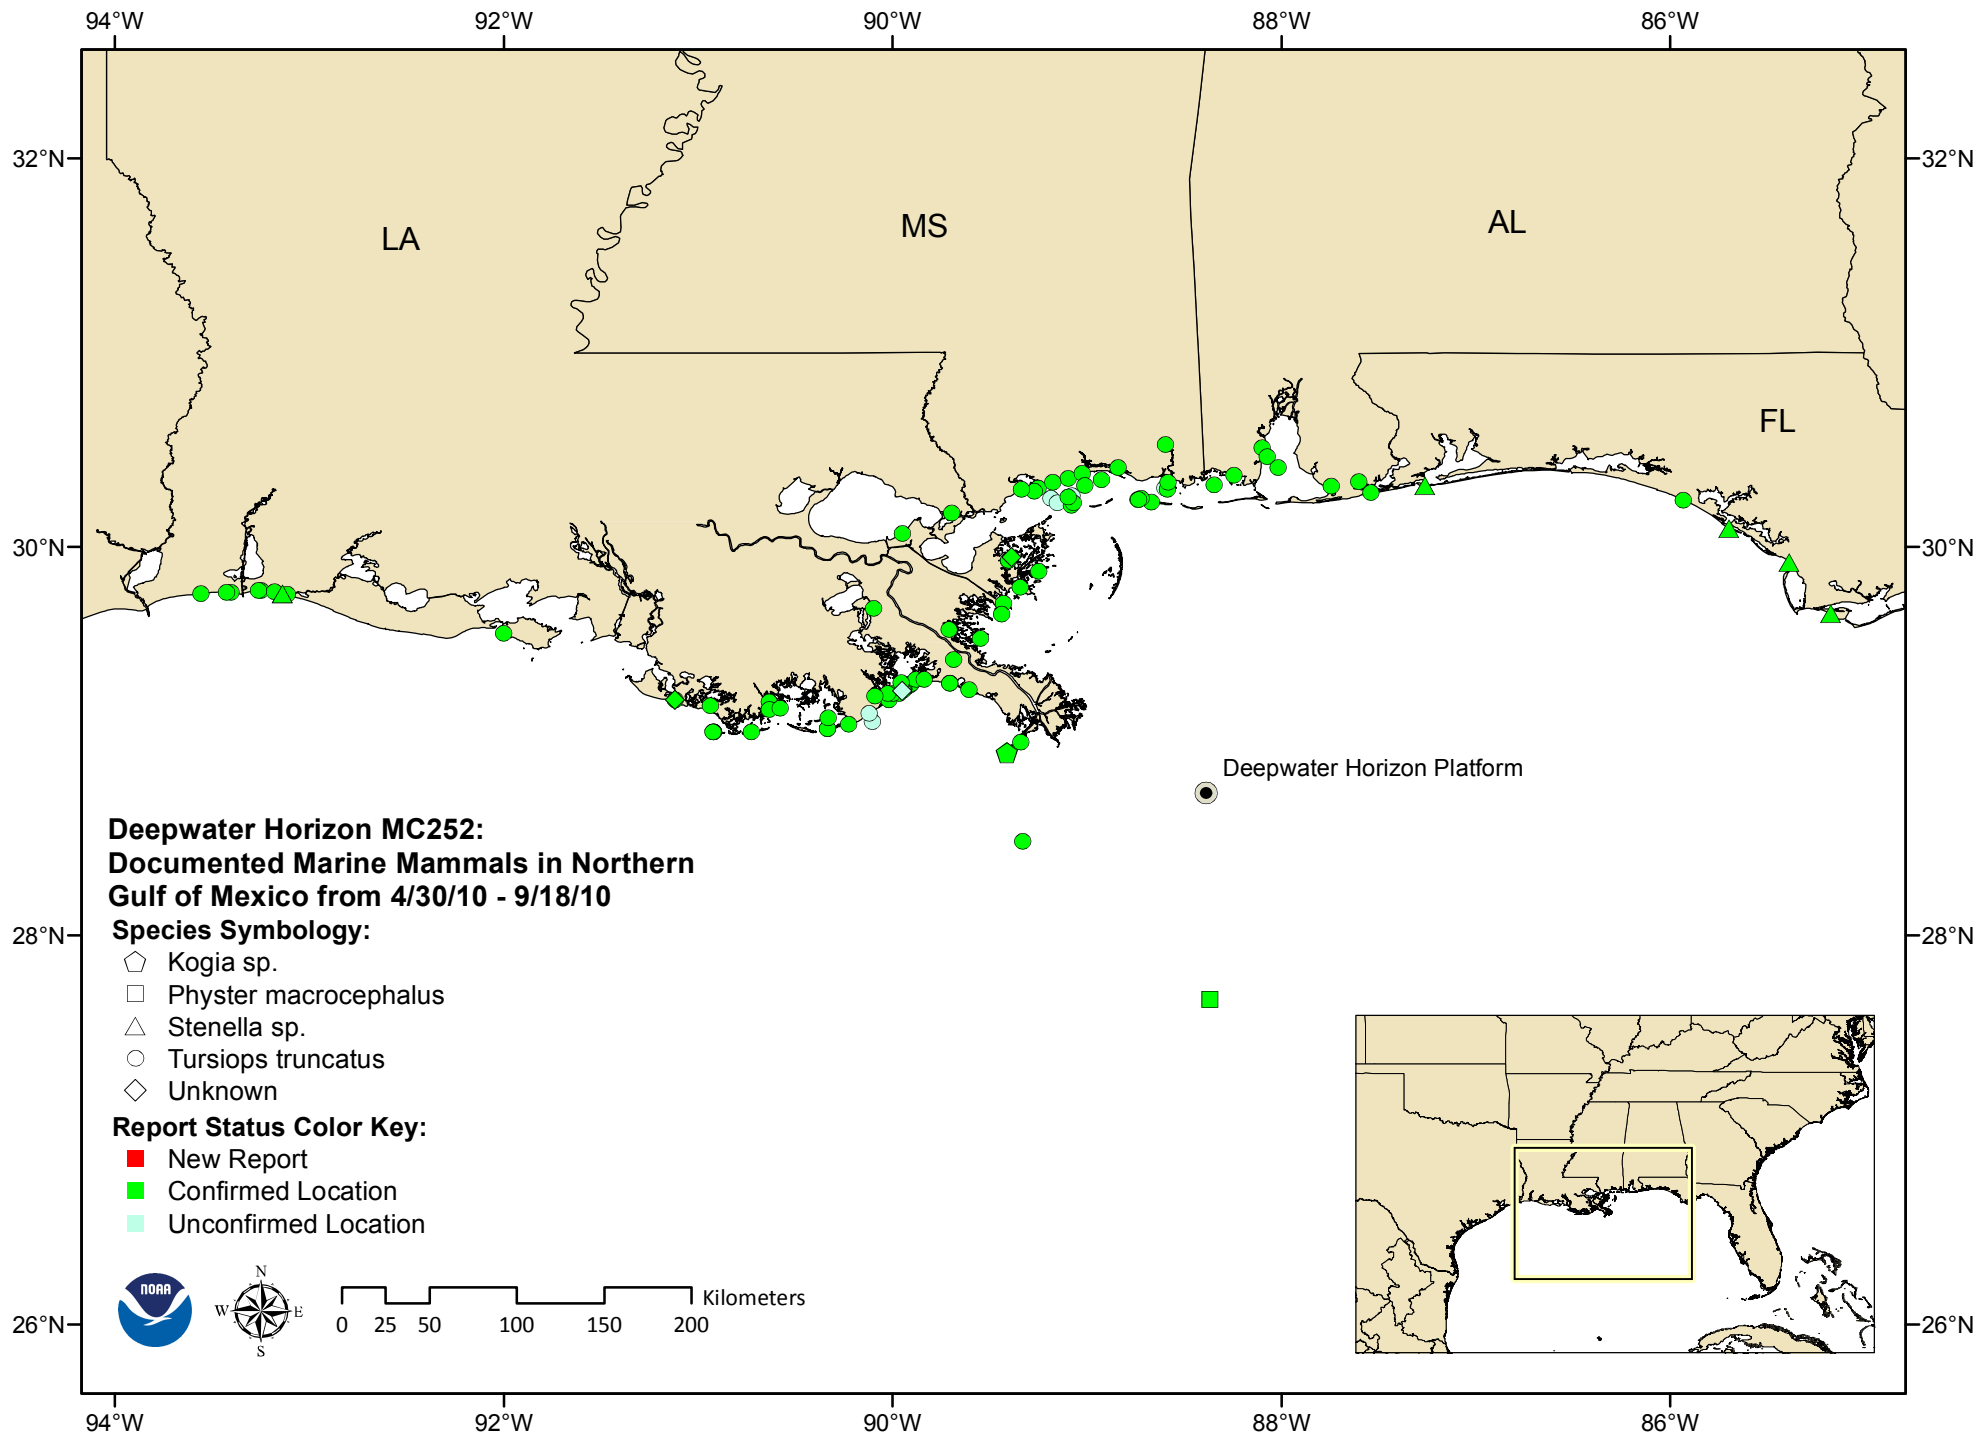 94°W 92°W 90°W 88°W 86°W
32°N 32°N
LA MS AL
FL
30°N 30°N
Deepwater Horizon Platform
Deepwater Horizon MC252:
Documented Marine Mammals in Northern
Gulf of Mexico from 4/30/10 - 9/18/10
Species Symbology:
28°N 28°N
Kogia sp.
Physter macrocephalus
Stenella sp.
Tursiops truncatus
Unknown
Report Status Color Key:
New Report
Confirmed Location
Unconfirmed Location
NOAA
N
W E
S
Kilometers
0 25 50 100 150 200
26°N 26°N
94°W 92°W 90°W 88°W 86°W